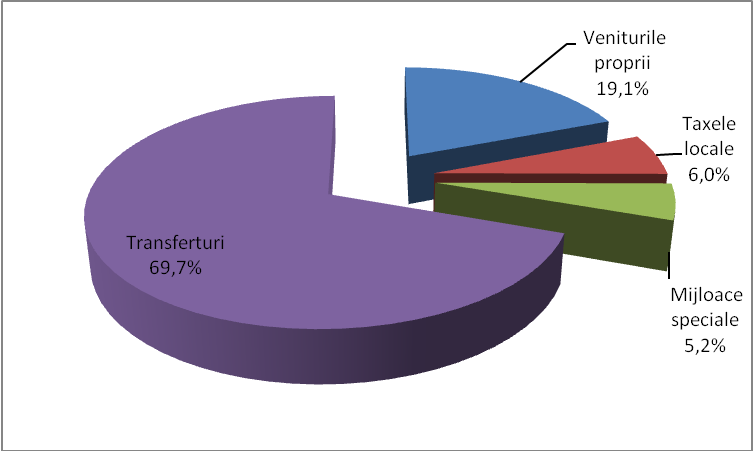 Veniturile
proprii
19,1%
Taxele
locale
6,0%
Transferturi
69,7%
Mijloace
speciale
5,2%